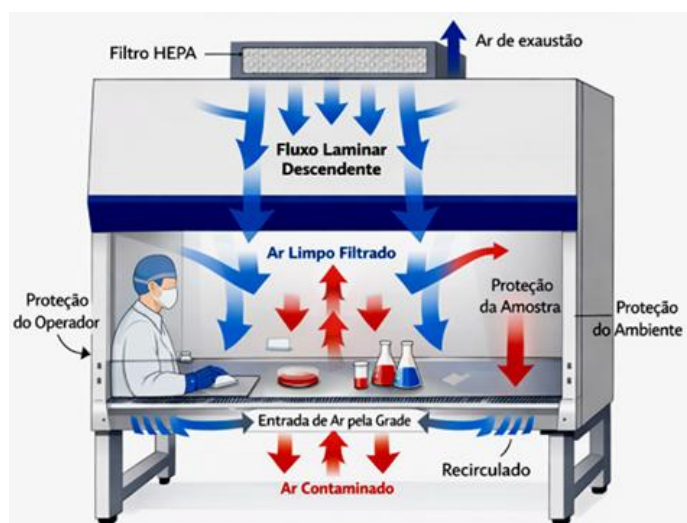 Filtro HEPA
Ar de exaustão
Fluxo Laminar
Descendente
Ar Limpo Filtrado
Proteção
do Operador
Proteção
da Amostra
Proteção
do Ambiente
Entrada de Ar pela Grade
Recirculado
Ar Contaminado